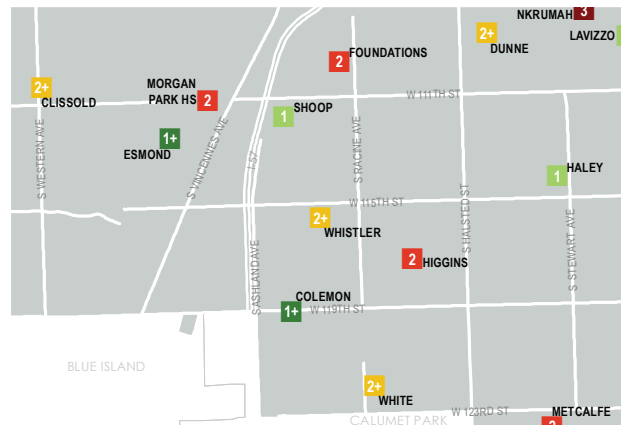 NKRUMAH 3
LAVIZZO
2+
DUNNE
FOUNDATIONS
2
2+
CLISSOLD
MORGAN
PARK HS 2
W 111TH ST
1
SHOOP
1+
ESMOND
S WESTERN AVE
S VINCENNES AVE
I-57
S RACINE AVE
S HALSTED ST
S STEWART AVE
HALEY
1
W 115TH ST
2+
WHISTLER
2
HIGGINS
S ASHLAND AVE
COLEMON
1+
W 119TH ST
BLUE ISLAND
2+
WHITE
W 123RD ST
METCALFE
CALUMET PARK